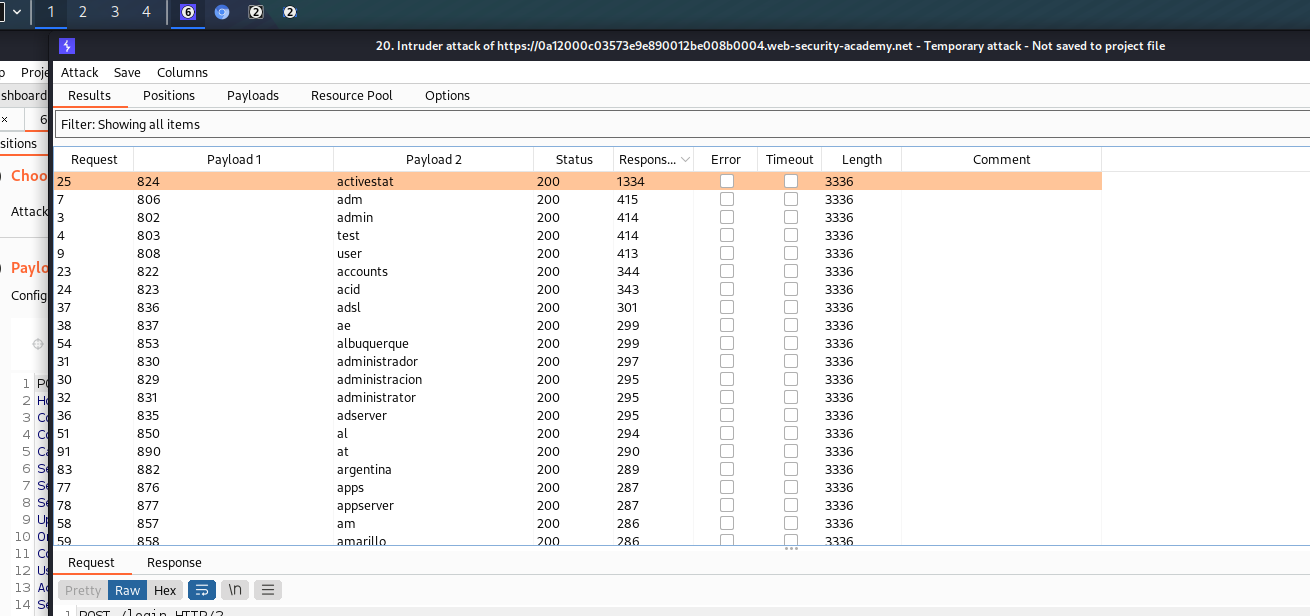 1 2 3 4 6 2 2
20. Intruder attack of https://0a12000c03573e9e890012be008b0004.web-security-academy.net - Temporary attack - Not saved to project file
p Proje Attack Save Columns
shboard Results Positions Payloads Resource Pool Options
× 6 Filter: Showing all items
sitions
Request Payload 1 Payload 2 Status Respons... Error Timeout Length Comment
Choo
Attack
Paylo
Config
25 824 activestat 200 1334 3336
7 806 adm 200 415 3336
3 802 admin 200 414 3336
4 803 test 200 414 3336
9 808 user 200 413 3336
23 822 accounts 200 344 3336
24 823 acid 200 343 3336
37 836 adsl 200 301 3336
38 837 ae 200 299 3336
54 853 albuquerque 200 299 3336
31 830 administrador 200 297 3336
30 829 administracion 200 295 3336
32 831 administrator 200 295 3336
36 835 adserver 200 295 3336
51 850 al 200 294 3336
91 890 at 200 290 3336
83 882 argentina 200 289 3336
77 876 apps 200 287 3336
78 877 appserver 200 287 3336
58 857 am 200 286 3336
59 858 amarillo 200 286 3336
1 PO
2 Ho
3 Co
4 Co
5 Ca
6 Se
7 Se
8 Se
9 Up
10 Or
11 Co
12 Us
13 Ac
14 Se
Request Response
Pretty Raw Hex \n
1 POST /login HTTP/2